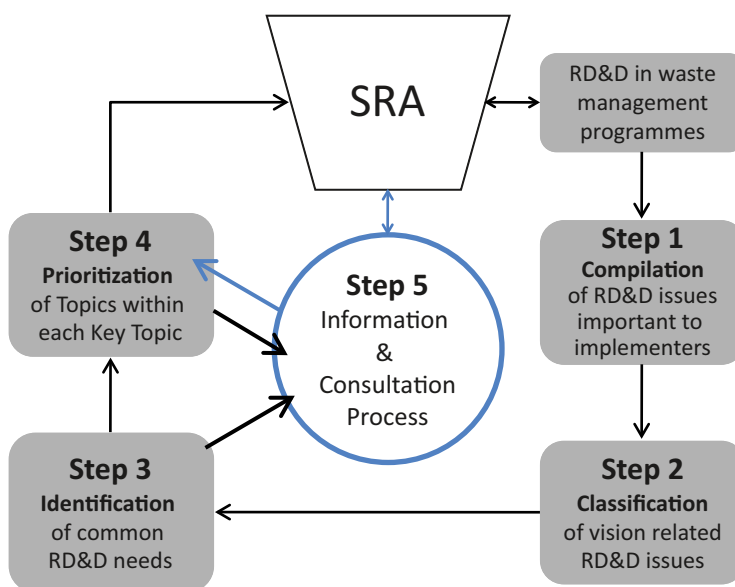 SRA
RD&D in waste
management
programmes
Step 1
Compilation
of RD&D issues
important to
implementers
Step 2
Classification
of vision related
RD&D issues
Step 3
Identification
of common
RD&D needs
Step 4
Prioritization
of Topics within
each Key Topic
Step 5
Information
&
Consultation
Process